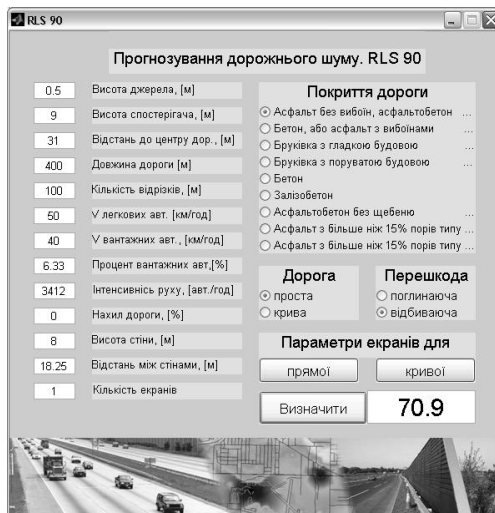 RLS 90
Прогнозування дорожнього шуму. RLS 90
0.5 Висота джерела, [м]
9 Висота спостерігача, [м]
31 Відстань до центру дор., [м]
400 Довжина дороги [м]
100 Кількість відрізків, [м]
50 V легкових авт. [км/год]
40 V вантажних авт., [км/год]
6.33 Процент вантажних авт,[%]
3412 Інтенсивнісь руху, [авт./год]
0 Нахил дороги, [%]
8 Висота стіни, [м]
18.25 Відстань між стінами, [м]
1 Кількість екранів
Покриття дороги
Асфальт без вибоїн, асфальтобетон ...
Бетон, або асфальт з вибоїнами ...
Бруківка з гладкою будовою ...
Бруківка з поруватою будовою ...
Бетон
Залізобетон
Асфальтобетон без щебеню ...
Асфальт з більше ніж 15% порів типу ...
Асфальт з більше ніж 15% порів типу ...
Дорога
проста
крива
Перешкода
поглинаюча
відбиваюча
Параметри екранів для
прямої
кривої
Визначити
70.9